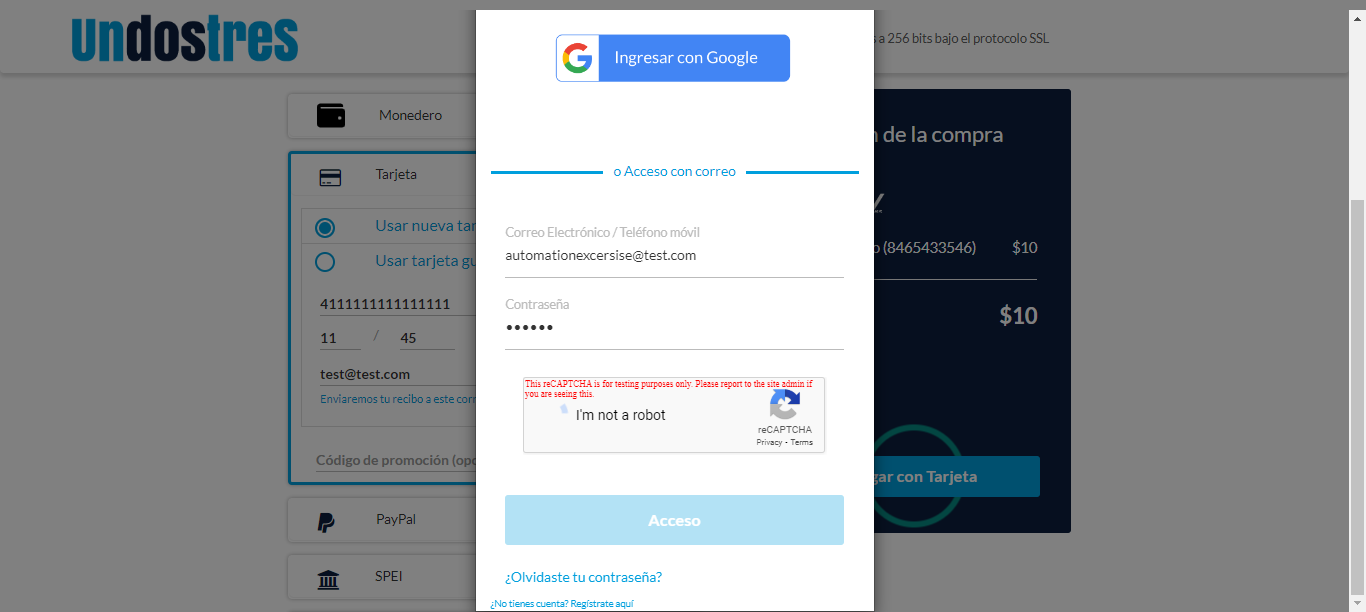 Undostres
s a 256 bits bajo el protocolo SSL
Ingresar con Google
Monedero
n de la compra
o Acceso con correo
Tarjeta
Usar nueva tar
Correo Electrónico / Teléfono móvil
automationexcersise@test.com
o (8465433546) $10
Usar tarjeta gu
4111111111111111
Contraseña
••••••
$10
11 / 45
test@test.com
Enviaremos tu recibo a este corr
This reCAPTCHA is for testing purposes only. Please report to the site admin if
you are seeing this.
I'm not a robot
reCAPTCHA
Privacy - Terms
Código de promoción (opc
gar con Tarjeta
Acceso
PayPal
SPEI
¿Olvidaste tu contraseña?
¿No tienes cuenta? Regístrate aquí